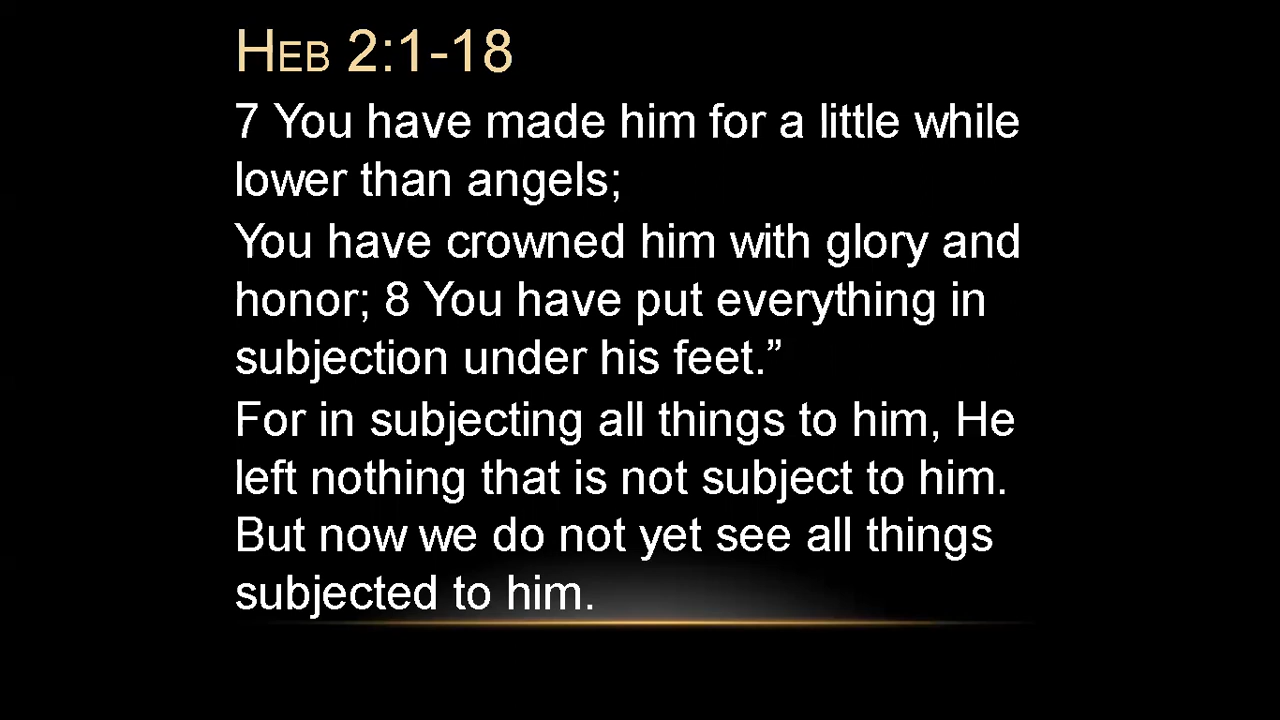 HEB 2:1-18
7 You have made him for a little while
lower than angels;
You have crowned him with glory and
honor; 8 You have put everything in
subjection under his feet.”
For in subjecting all things to him, He
left nothing that is not subject to him.
But now we do not yet see all things
subjected to him.